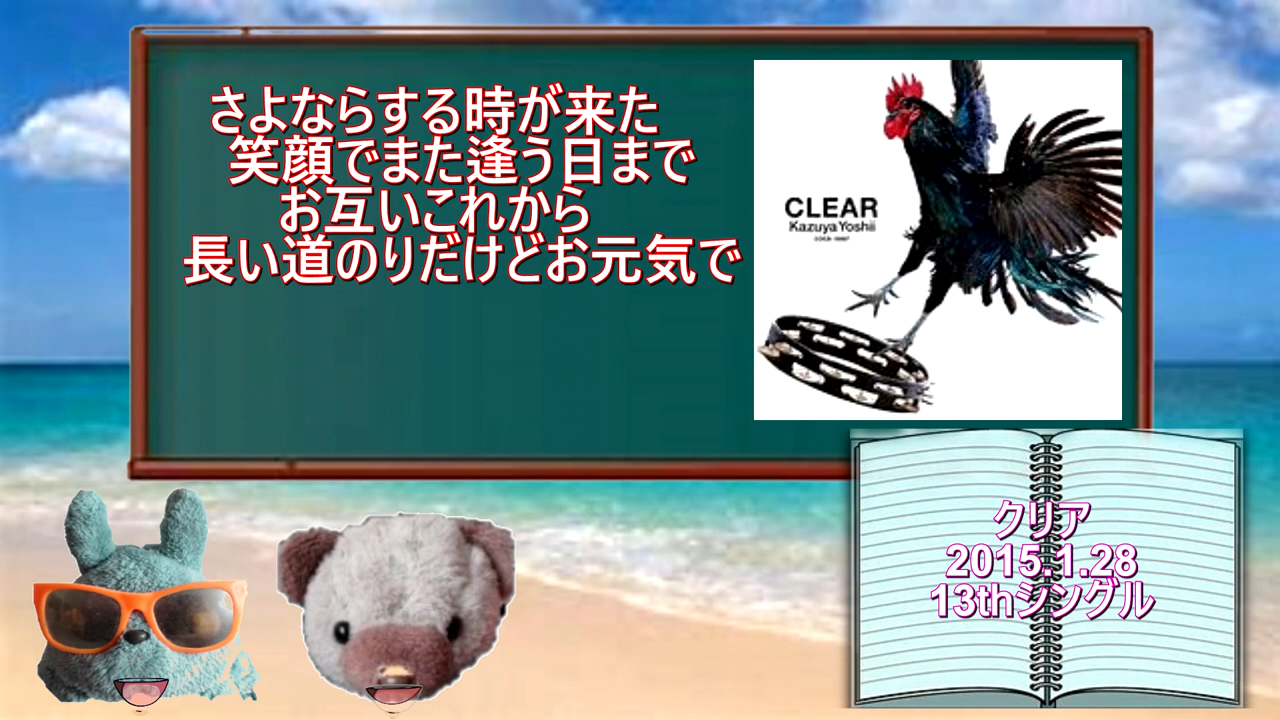 さよならする時が来た
笑顔でまた逢う日まで
お互いこれから
長い道のりだけどお元気で
CLEAR
Kazuya Yoshii
クリア
2015.1.28
13thシングル